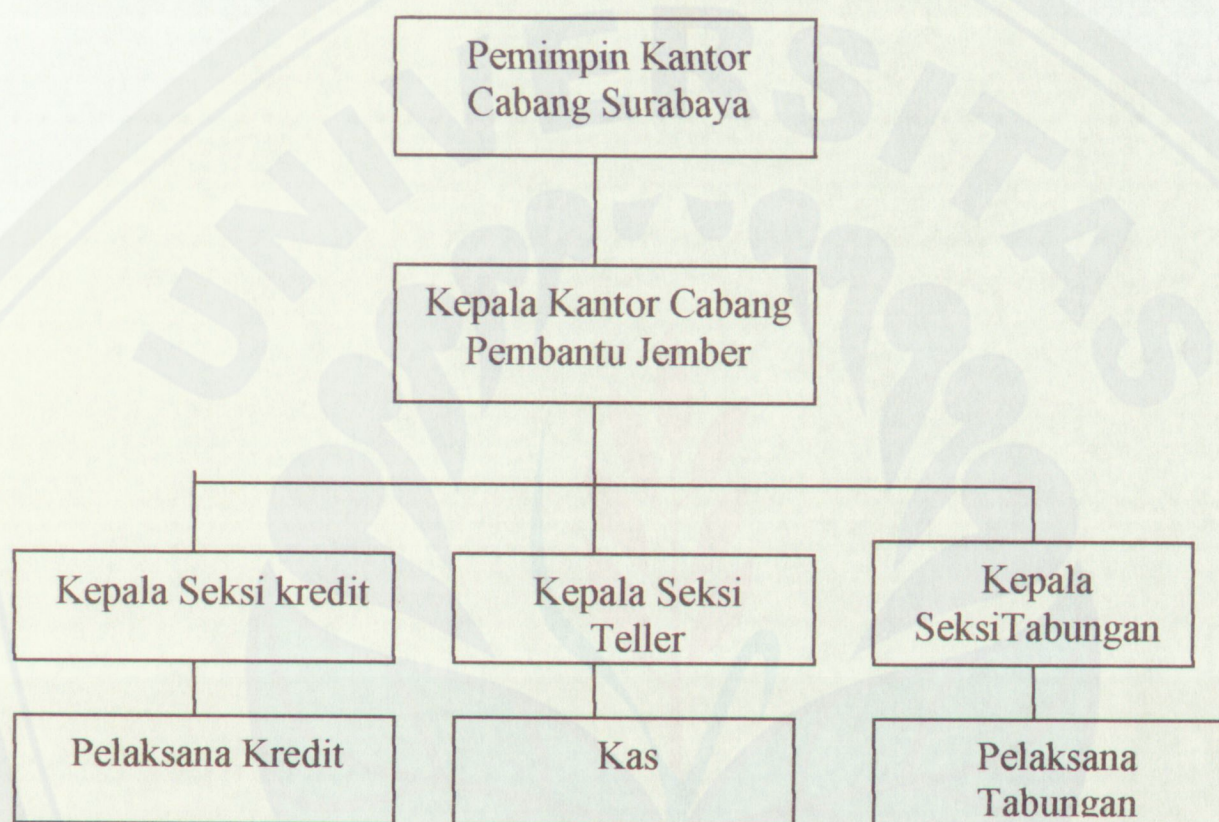 UNIVERSITAS
Pemimpin Kantor
Cabang Surabaya
Kepala Kantor Cabang
Pembantu Jember
Kepala Seksi kredit
Kepala Seksi
Teller
Kepala
SeksiTabungan
Pelaksana Kredit
Kas
Pelaksana
Tabungan